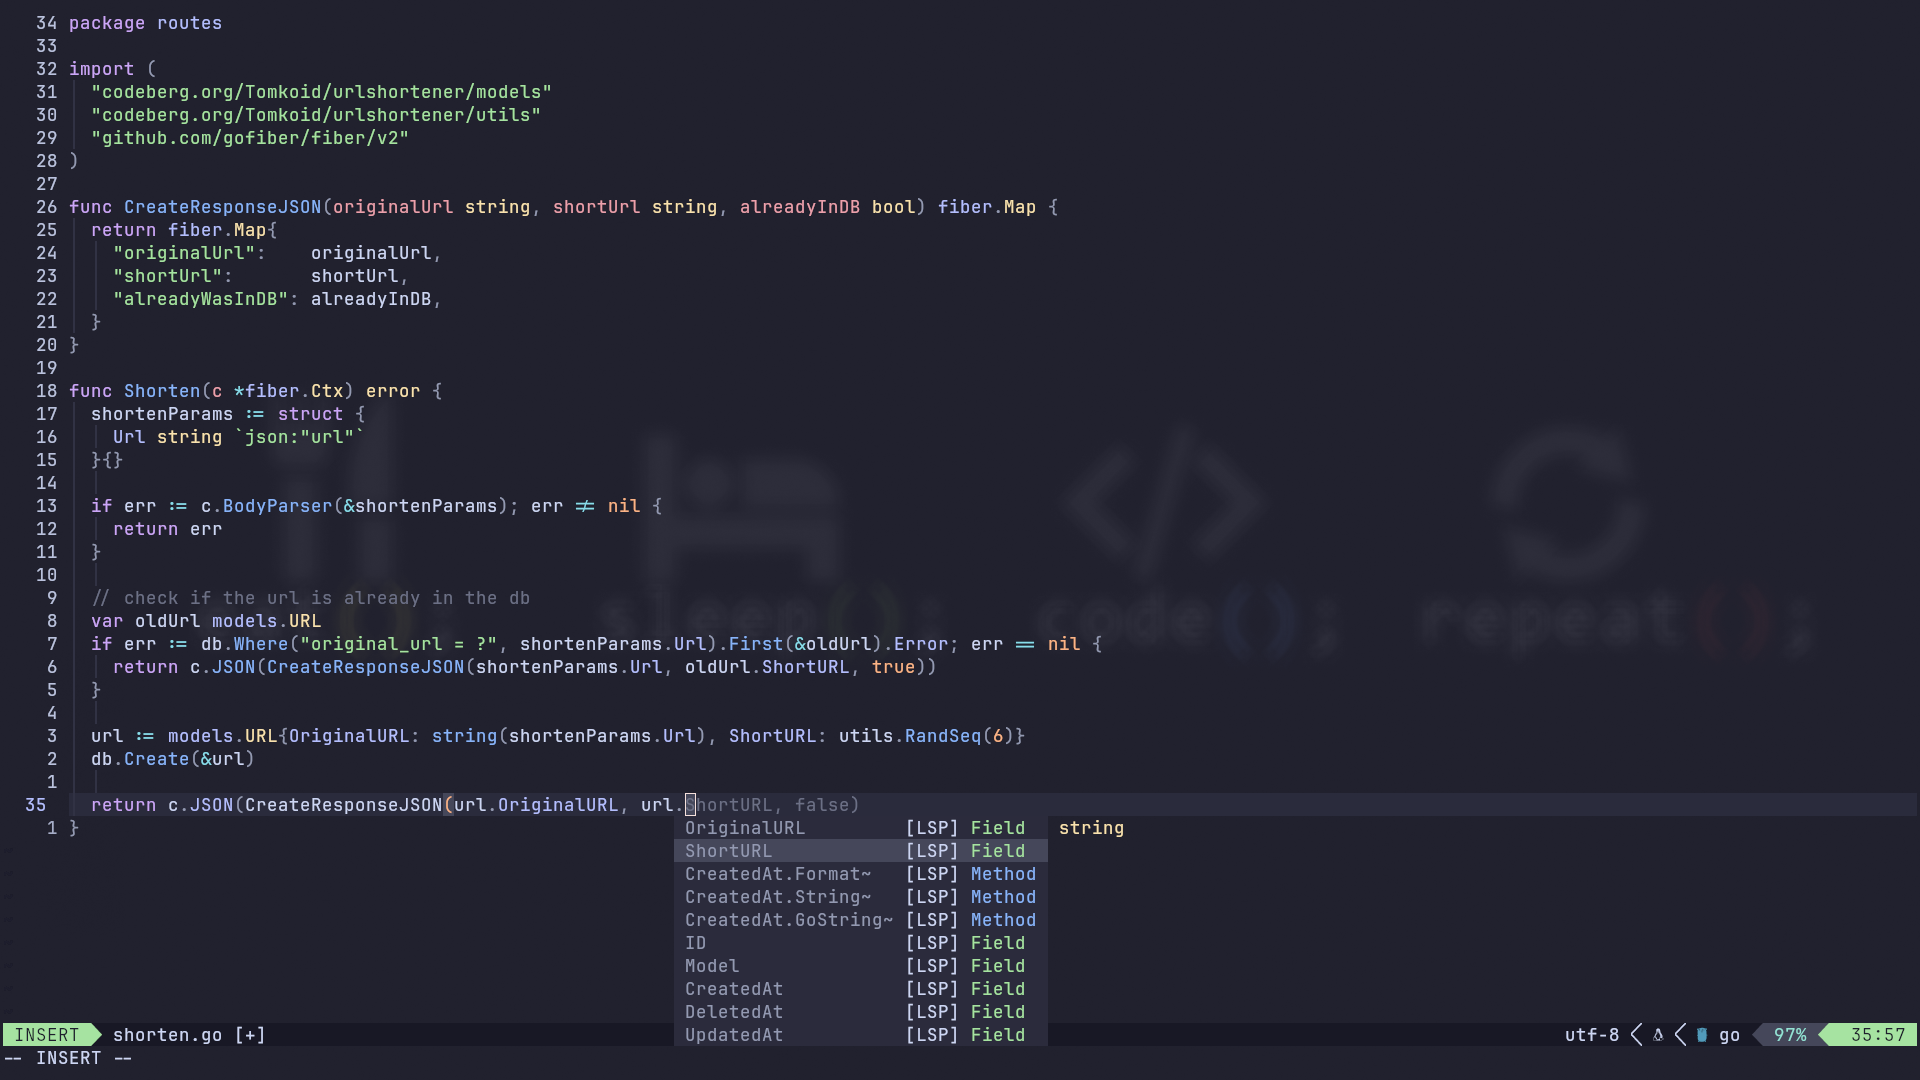 34 package routes
33
32 import (
31 "codeberg.org/Tomkoid/urlshortener/models"
30 "codeberg.org/Tomkoid/urlshortener/utils"
29 "github.com/gofiber/fiber/v2"
28 )
27
26 func CreateResponseJSON(originalUrl string, shortUrl string, alreadyInDB bool) fiber.Map {
25 return fiber.Map{
24 "originalUrl": originalUrl,
23 "shortUrl": shortUrl,
22 "alreadyWasInDB": alreadyInDB,
21 }
20 }
19
18 func Shorten(c *fiber.Ctx) error {
17 shortenParams := struct {
16 Url string `json:"url"`
15 }{}
14
13 if err := c.BodyParser(&shortenParams); err != nil {
12 return err
11 }
10
9 // check if the url is already in the db
8 var oldUrl models.URL
7 if err := db.Where("original_url = ?", shortenParams.Url).First(&oldUrl).Error; err == nil {
6 return c.JSON(CreateResponseJSON(shortenParams.Url, oldUrl.ShortURL, true))
5 }
4
3 url := models.URL{OriginalURL: string(shortenParams.Url), ShortURL: utils.RandSeq(6)}
2 db.Create(&url)
1
35 return c.JSON(CreateResponseJSON(url.OriginalURL, url.ShortURL, false)
1 }
OriginalURL [LSP] Field string
ShortURL [LSP] Field
CreatedAt.Format~ [LSP] Method
CreatedAt.String~ [LSP] Method
CreatedAt.GoString~ [LSP] Method
ID [LSP] Field
Model [LSP] Field
CreatedAt [LSP] Field
DeletedAt [LSP] Field
UpdatedAt [LSP] Field
sleep(); code(); repeat();
INSERT shorten.go [+] utf-8 go 97% 35:57
-- INSERT --